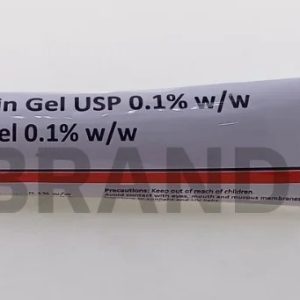 in Gel USP 0.1% w/w
el 0.1% w/w
BRAND
Precautions: Keep out of reach of children.
Avoid contact with eyes, mouth and mucous membranes